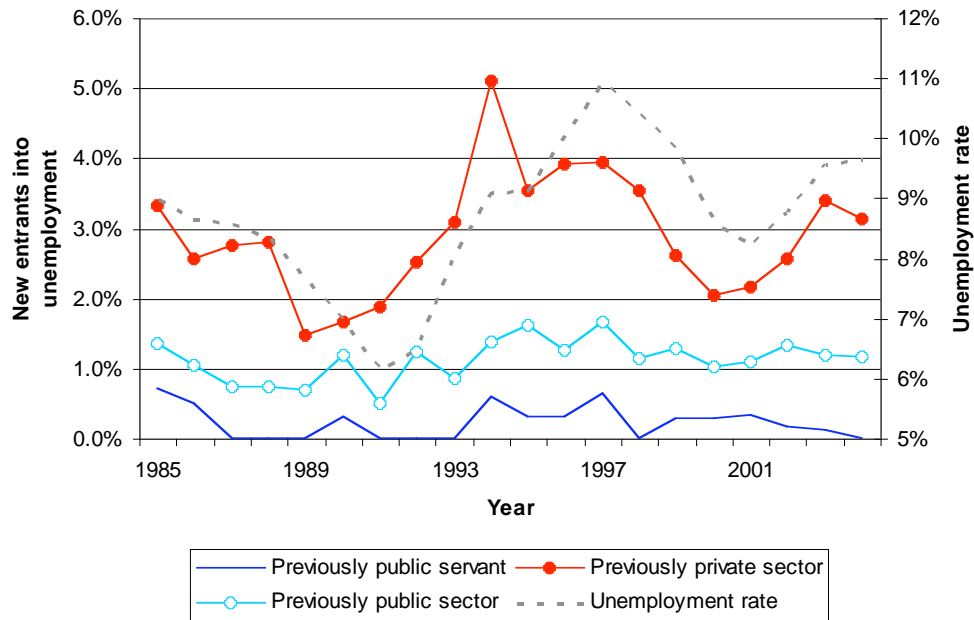 6.0%
5.0%
4.0%
3.0%
2.0%
1.0%
0.0%
New entrants into
unemployment
12%
11%
10%
9%
8%
7%
6%
5%
Unemployment rate
1985 1989 1993 1997 2001
Year
Previously public servant Previously private sector
Previously public sector Unemployment rate